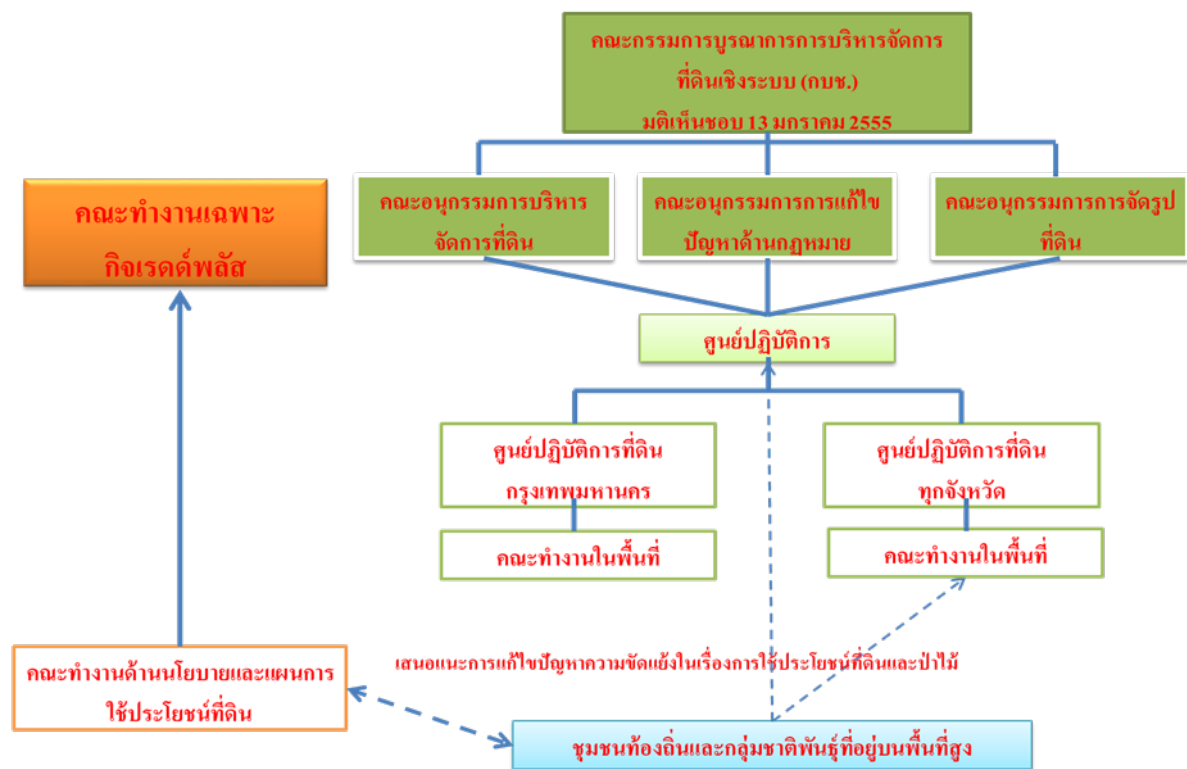 คณะกรรมการบูรณาการการบริหารจัดการ
ที่ดินเชิงระบบ (กบช.)
มติเห็นชอบ 13 มกราคม 2555
คณะทำงานเฉพาะ
กิจเรดด์พลัส
คณะอนุกรรมการบริหาร
จัดการที่ดิน
คณะอนุกรรมการการแก้ไข
ปัญหาด้านกฎหมาย
คณะอนุกรรมการการจัดรูป
ที่ดิน
ศูนย์ปฏิบัติการ
ศูนย์ปฏิบัติการที่ดิน
กรุงเทพมหานคร
ศูนย์ปฏิบัติการที่ดิน
ทุกจังหวัด
คณะทำงานในพื้นที่
คณะทำงานในพื้นที่
เสนอแนะการแก้ไขปัญหาความขัดแย้งในเรื่องการใช้ประโยชน์ที่ดินและป่าไม้
คณะทำงานด้านนโยบายและแผนการ
ใช้ประโยชน์ที่ดิน
ชุมชนท้องถิ่นและกลุ่มชาติพันธุ์ที่อยู่บนพื้นที่สูง